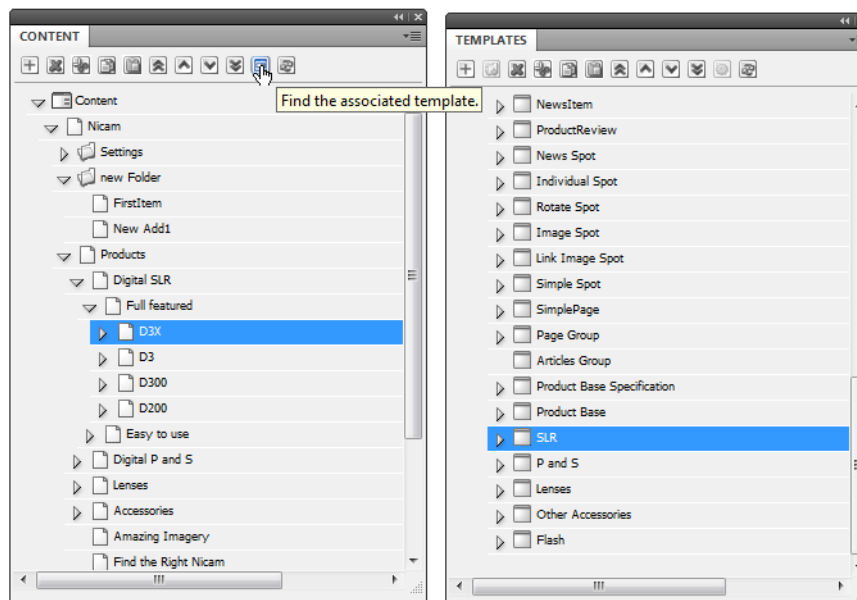 CONTENT
Find the associated template.
Content
Nicam
Settings
new Folder
FirstItem
New Add1
Products
Digital SLR
Full featured
D3X
D3
D300
D200
Easy to use
Digital P and S
Lenses
Accessories
Amazing Imagery
Find the Right Nicam
TEMPLATES
NewsItem
ProductReview
News Spot
Individual Spot
Rotate Spot
Image Spot
Link Image Spot
Simple Spot
SimplePage
Page Group
Articles Group
Product Base Specification
Product Base
SLR
P and S
Lenses
Other Accessories
Flash